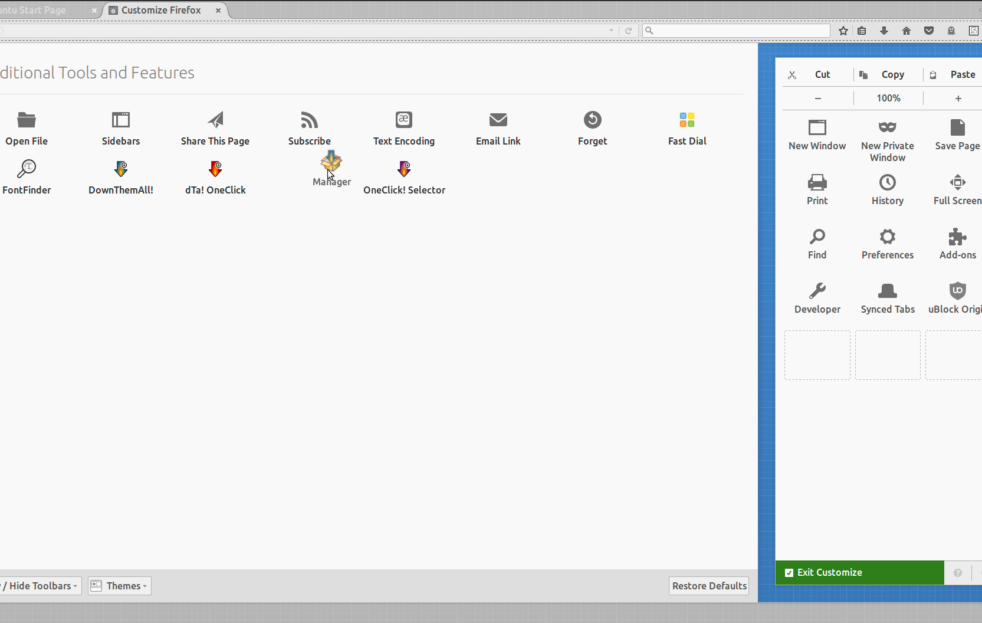 ntu Start Page
Customize Firefox
ditional Tools and Features
Open File
Sidebars
Share This Page
Subscribe
Text Encoding
Email Link
Forget
Fast Dial
FontFinder
DownThemAll!
dTa! OneClick
Manager
OneClick! Selector
Cut
Copy
Paste
100%
New Window
New Private
Window
Save Page
Print
History
Full Screen
Find
Preferences
Add-ons
Developer
Synced Tabs
uBlock Origi
/ Hide Toolbars
Themes
Restore Defaults
Exit Customize